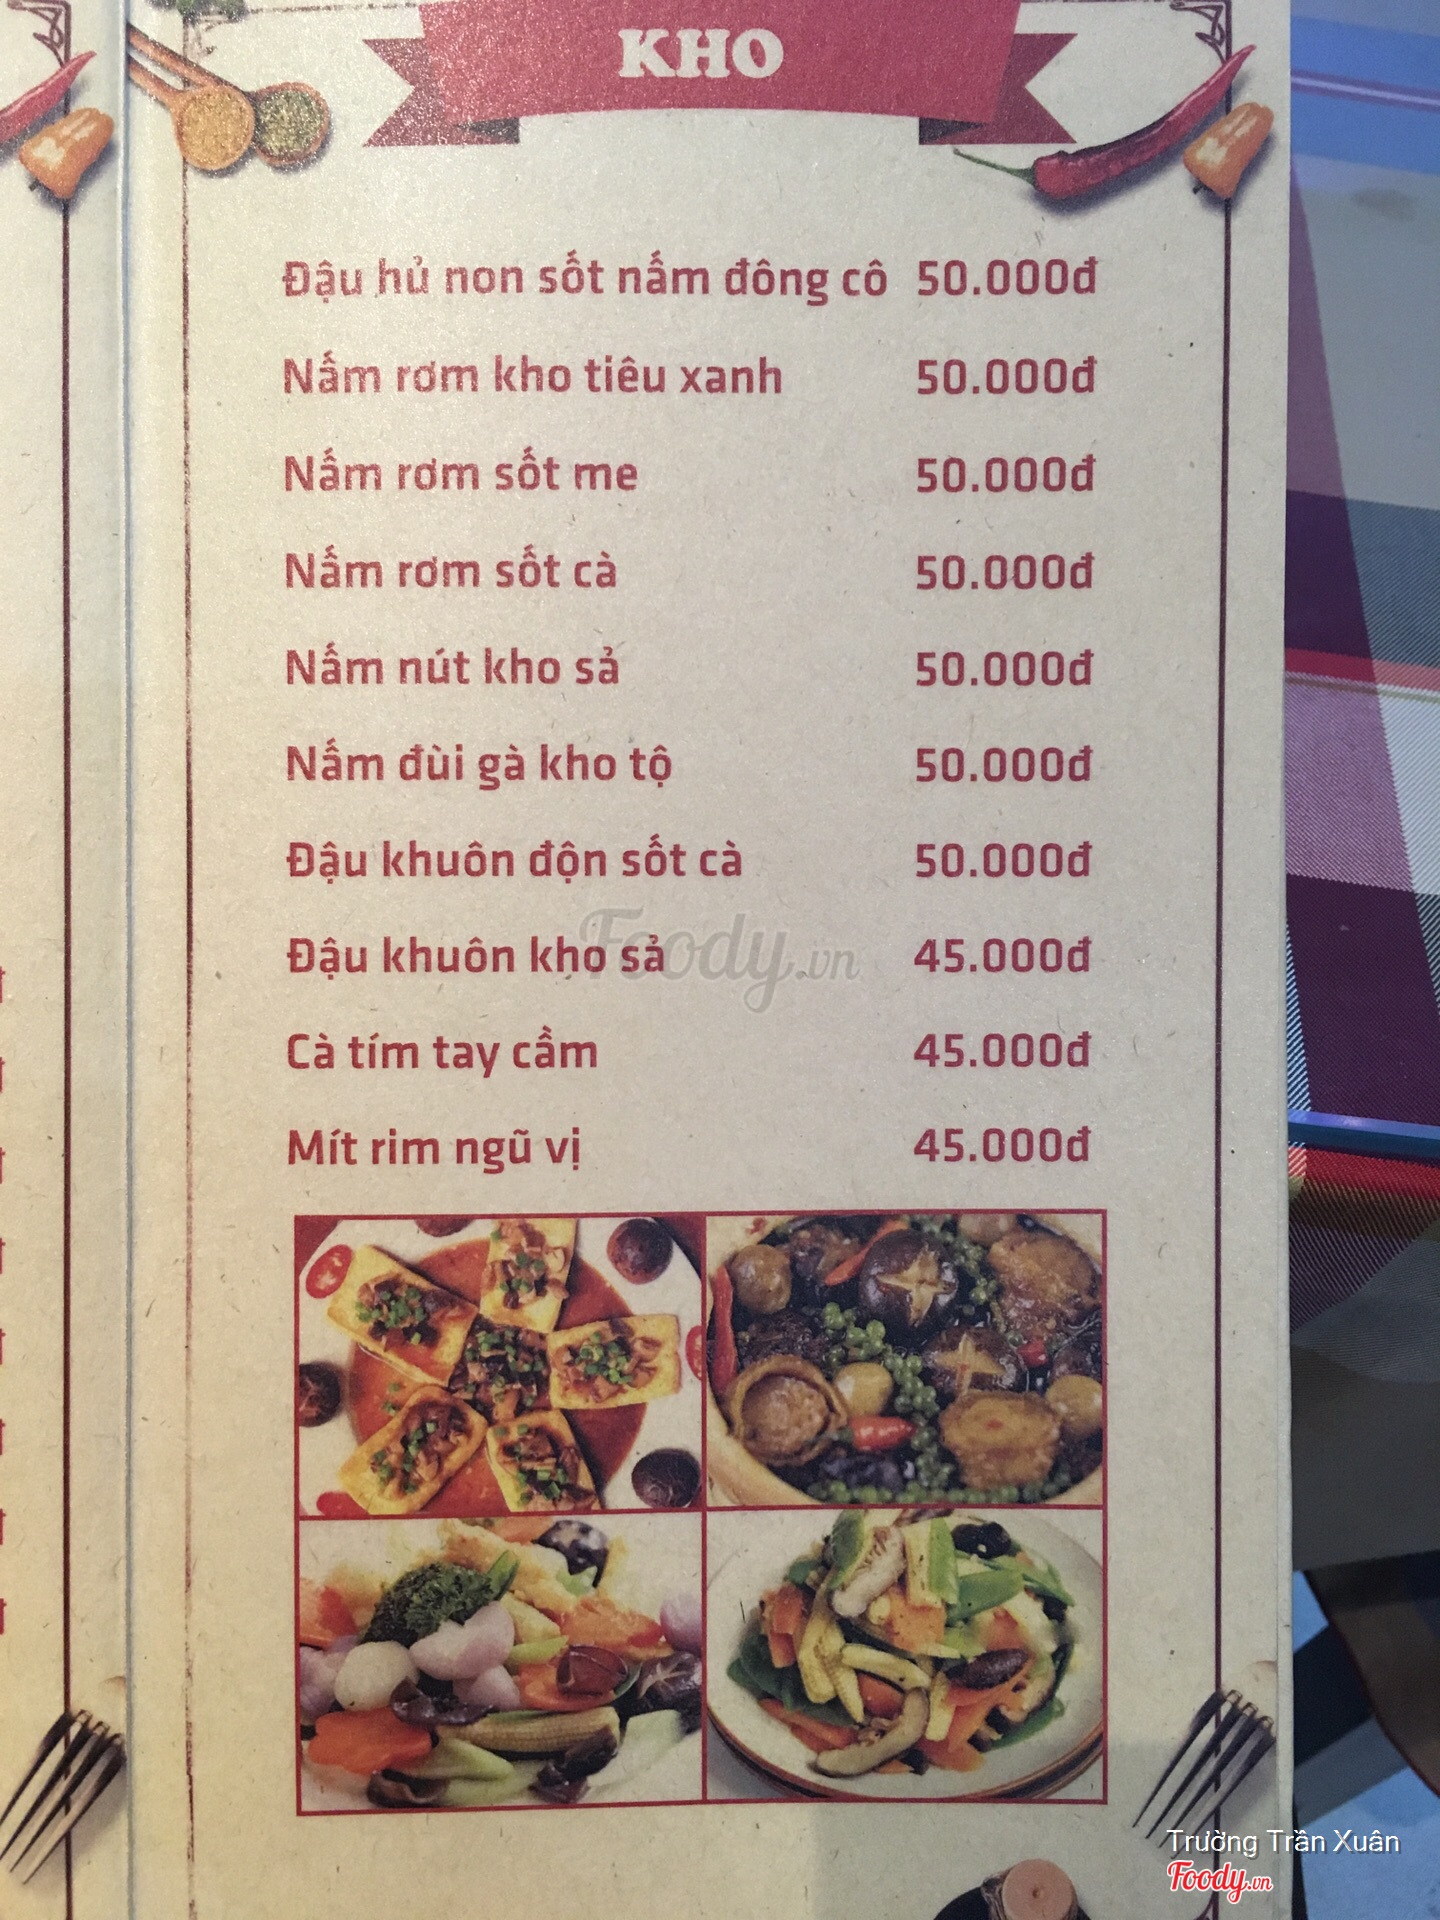 KHO
Đậu hủ non sốt nấm đông cô 50.000đ
Nấm rơm kho tiêu xanh 50.000đ
Nấm rơm sốt me 50.000đ
Nấm rơm sốt cà 50.000đ
Nấm nút kho sả 50.000đ
Nấm đùi gà kho tộ 50.000đ
Đậu khuôn độn sốt cà 50.000đ
Đậu khuôn kho sả 45.000đ
Foody.vn
Cà tím tay cầm 45.000đ
Mít rim ngũ vị 45.000đ
Trường Trần Xuân
Foody.vn